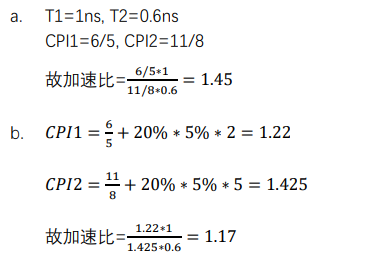 a. T1=1ns, T2=0.6ns
CPI1=6/5, CPI2=11/8
故加速比=\frac{6/5*1}{11/8*0.6} = 1.45
b. CPI1 = \frac{6}{5} + 20% * 5% * 2 = 1.22
CPI2 = \frac{11}{8} + 20% * 5% * 5 = 1.425
故加速比=\frac{1.22*1}{1.425*0.6} = 1.17